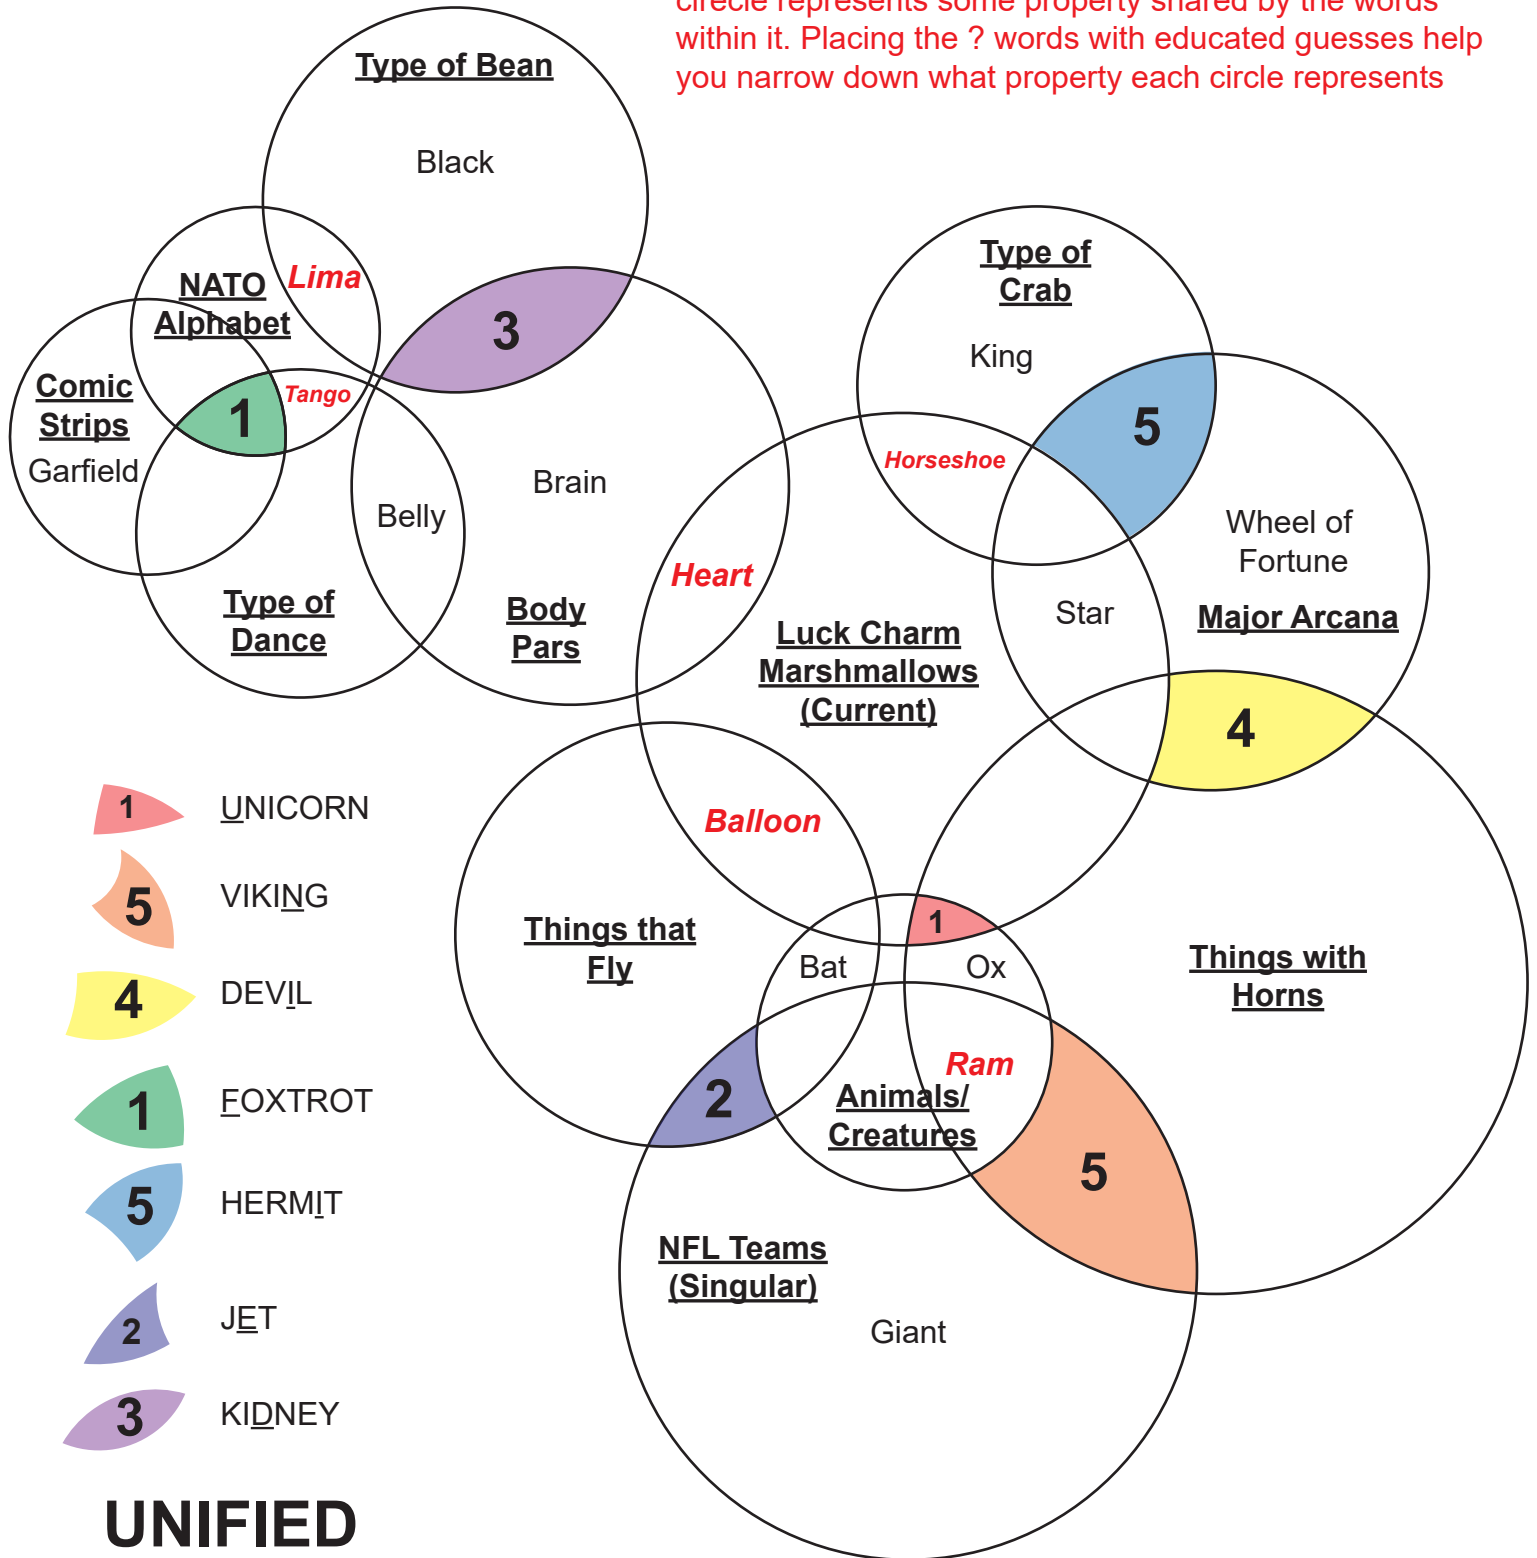 cirecle represents some property shared by the words
within it. Placing the ? words with educated guesses help
you narrow down what property each circle represents
Type of Bean
Black
Lima
NATO
Alphabet
3
Comic
Strips
Garfield
1
Tango
Belly
Brain
Type of
Dance
Body
Pars
Heart
Type of
Crab
King
5
Horseshoe
Wheel of
Fortune
Star
Major Arcana
Luck Charm
Marshmallows
(Current)
4
Balloon
Things that
Fly
1
Bat
Ox
Things with
Horns
2
Ram
Animals/
Creatures
5
NFL Teams
(Singular)
Giant
1 UNICORN
5 VIKING
4 DEVIL
1 FOXTROT
5 HERMIT
2 JET
3 KIDNEY
UNIFIED